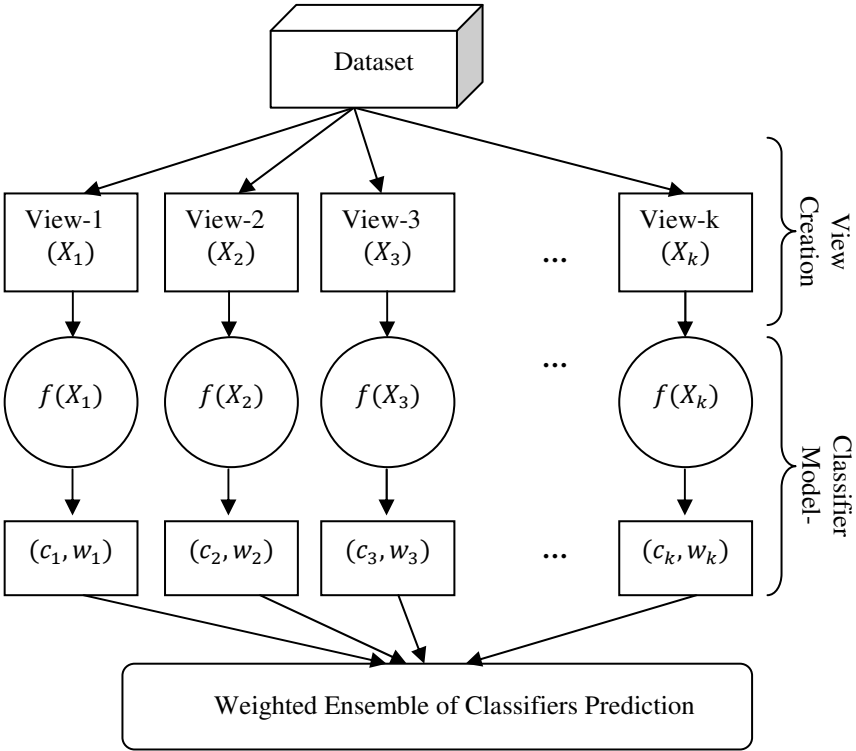 Dataset
View-1
(X₁)
View-2
(X₂)
View-3
(X₃)
...
View-k
(Xₖ)
View
Creation
f(X₁)
f(X₂)
f(X₃)
...
f(Xₖ)
Classifier
Model-
(c₁, w₁)
(c₂, w₂)
(c₃, w₃)
...
(cₖ, wₖ)
Weighted Ensemble of Classifiers Prediction